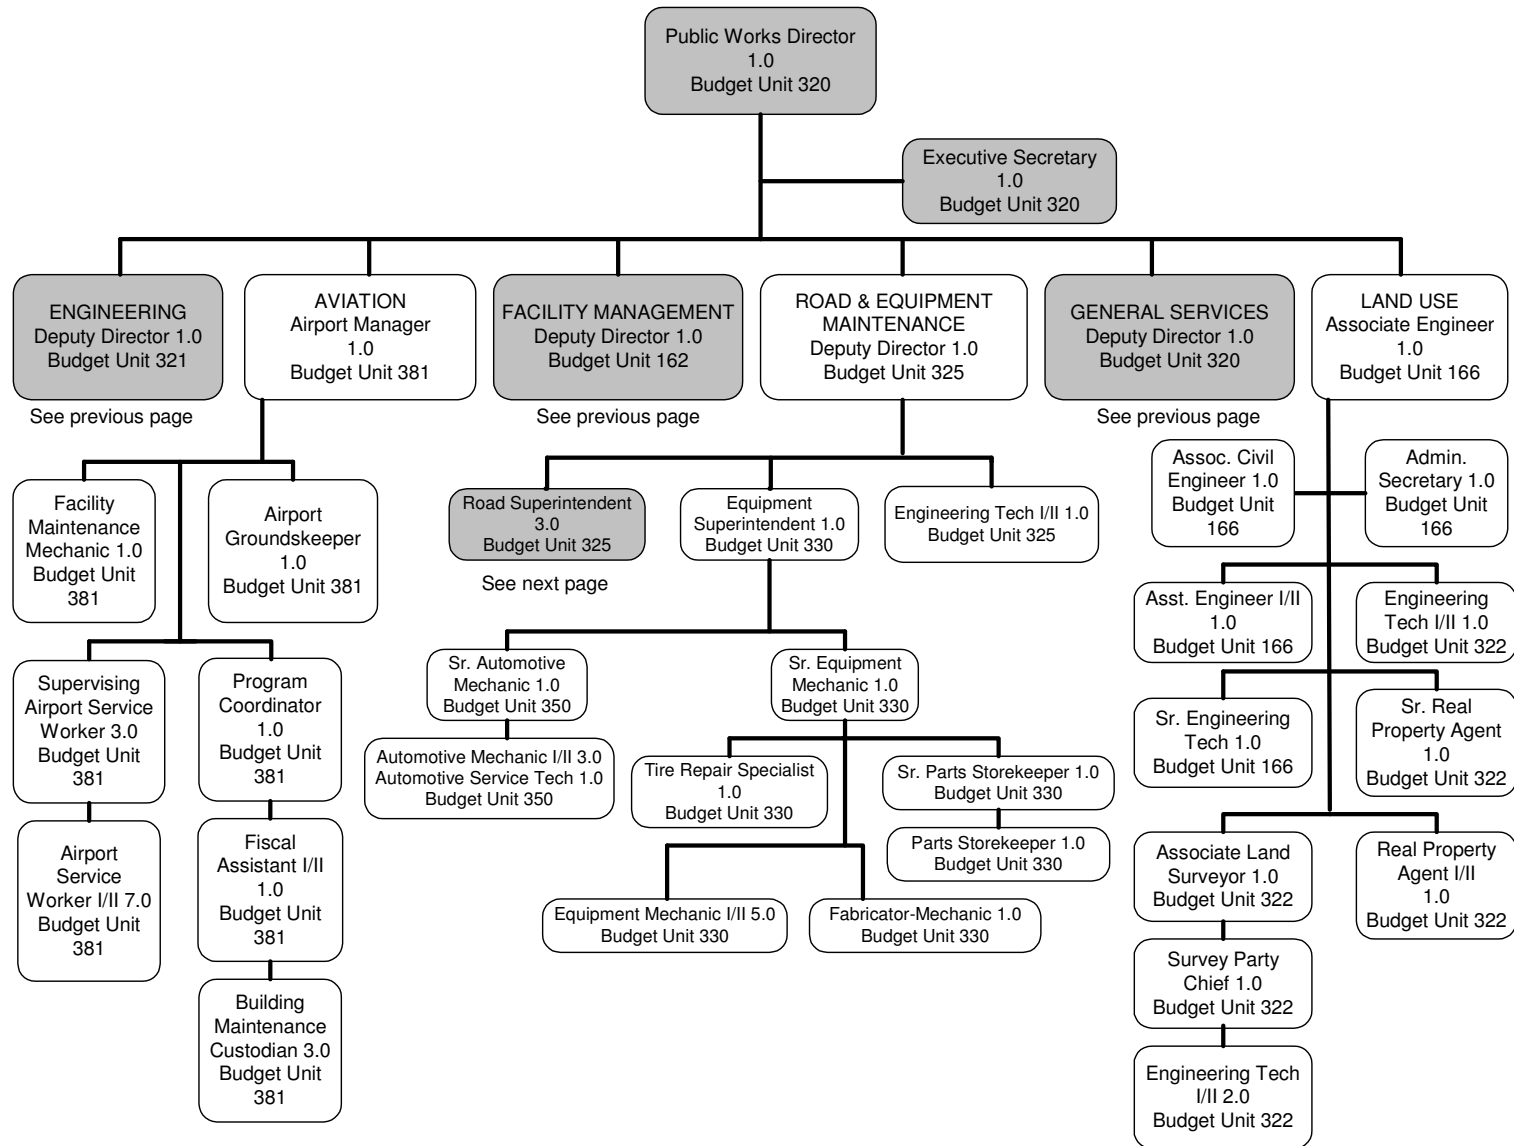 Public Works Director
1.0
Budget Unit 320
Executive Secretary
1.0
Budget Unit 320
ENGINEERING
Deputy Director 1.0
Budget Unit 321
See previous page
AVIATION
Airport Manager
1.0
Budget Unit 381
FACILITY MANAGEMENT
Deputy Director 1.0
Budget Unit 162
See previous page
ROAD & EQUIPMENT
MAINTENANCE
Deputy Director 1.0
Budget Unit 325
GENERAL SERVICES
Deputy Director 1.0
Budget Unit 320
See previous page
LAND USE
Associate Engineer
1.0
Budget Unit 166
Facility
Maintenance
Mechanic 1.0
Budget Unit
381
Airport
Groundskeeper
1.0
Budget Unit 381
Supervising
Airport Service
Worker 3.0
Budget Unit
381
Program
Coordinator
1.0
Budget Unit
381
Airport
Service
Worker I/II 7.0
Budget Unit
381
Fiscal
Assistant I/II
1.0
Budget Unit
381
Building
Maintenance
Custodian 3.0
Budget Unit
381
Road Superintendent
3.0
Budget Unit 325
See next page
Equipment
Superintendent 1.0
Budget Unit 330
Engineering Tech I/II 1.0
Budget Unit 325
Sr. Automotive
Mechanic 1.0
Budget Unit 350
Automotive Mechanic I/II 3.0
Automotive Service Tech 1.0
Budget Unit 350
Sr. Equipment
Mechanic 1.0
Budget Unit 330
Tire Repair Specialist
1.0
Budget Unit 330
Sr. Parts Storekeeper 1.0
Budget Unit 330
Parts Storekeeper 1.0
Budget Unit 330
Equipment Mechanic I/II 5.0
Budget Unit 330
Fabricator-Mechanic 1.0
Budget Unit 330
Assoc. Civil
Engineer 1.0
Budget Unit
166
Admin.
Secretary 1.0
Budget Unit
166
Asst. Engineer I/II
1.0
Budget Unit 166
Engineering
Tech I/II 1.0
Budget Unit 322
Sr. Engineering
Tech 1.0
Budget Unit 166
Sr. Real
Property Agent
1.0
Budget Unit 322
Associate Land
Surveyor 1.0
Budget Unit 322
Real Property
Agent I/II
1.0
Budget Unit 322
Survey Party
Chief 1.0
Budget Unit 322
Engineering Tech
I/II 2.0
Budget Unit 322